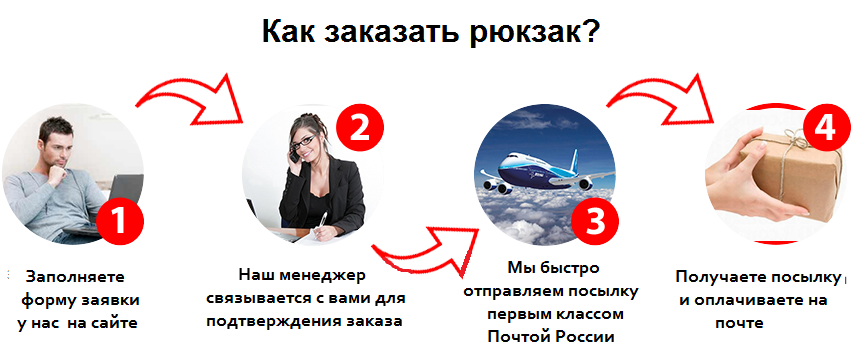 Как заказать рюкзак?
1
Заполняете
форму заявки
у нас на сайте
2
Наш менеджер
связывается с вами для
подтверждения заказа
3
Мы быстро
отправляем посылку
первым классом
Почтой России
4
Получаете посылку
и оплачиваете на
почте